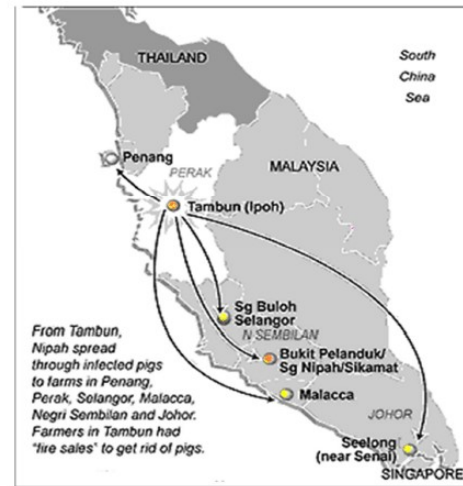 THAILAND
South
China
Sea
Penang
PERAK
MALAYSIA
Tambun (Ipoh)
Sg Buloh
Selangor
N SEMBILAN
Bukit Pelanduk/
Sg Nipah/Sikamat
Malacca
JOHOR
Seelong
(near Senai)
SINGAPORE
From Tambun,
Nipah spread
through infected pigs
to farms in Penang,
Perak, Selangor, Malacca,
Negri Sembilan and Johor.
Farmers in Tambun had
"fire sales" to get rid of pigs.